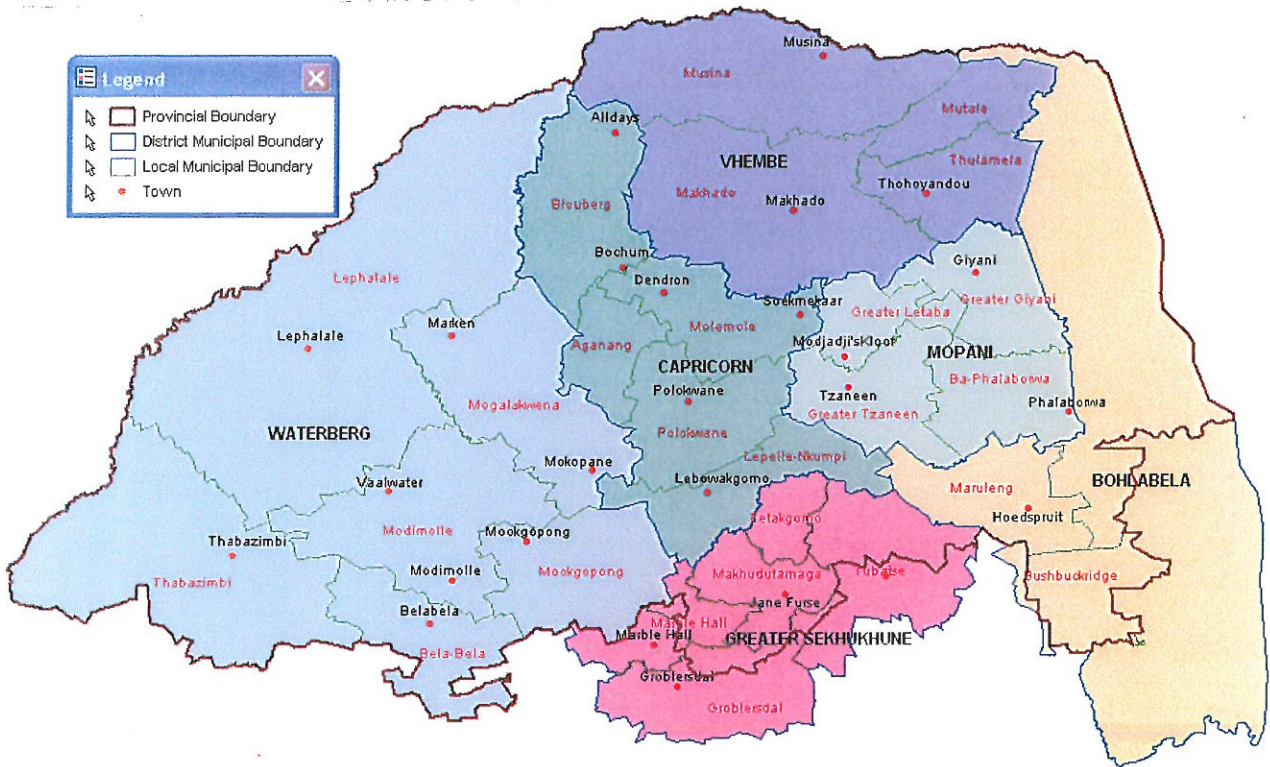 Legend
Provincial Boundary
District Municipal Boundary
Local Municipal Boundary
Town
Musina
Musina
Mutale
Alldays
VHEMBE
Thulamela
Thohoyandou
Makhado
Makhado
Blouberg
Bochum
Dendron
Giyani
Greater Giyani
Soekmekaar
Greater Letaba
Lephalale
Lephalale
Marken
Molemole
Aganang
Modjadji'sKloof
MOPANI
CAPRICORN
Ba-Phalaborwa
Polokwane
Tzaneen
Greater Tzaneen
Phalaborwa
Mogalakwena
Polokwane
WATERBERG
Lepelle-Nkumpi
Mokopane
Lebowakgomo
Vaalwater
Maruleng
BOHLABELA
Hoedspruit
Modimolle
Mookgöpong
Fetakgomo
Thabazimbi
Thabazimbi
Modimolle
Mookgopong
Makhudutamaga
Tubatse
Bushbuckridge
Jane Furse
Belabela
Marble Hall
Marble Hall
GREATER SEKHUKHUNE
Bela-Bela
Groblersdal
Groblersdal